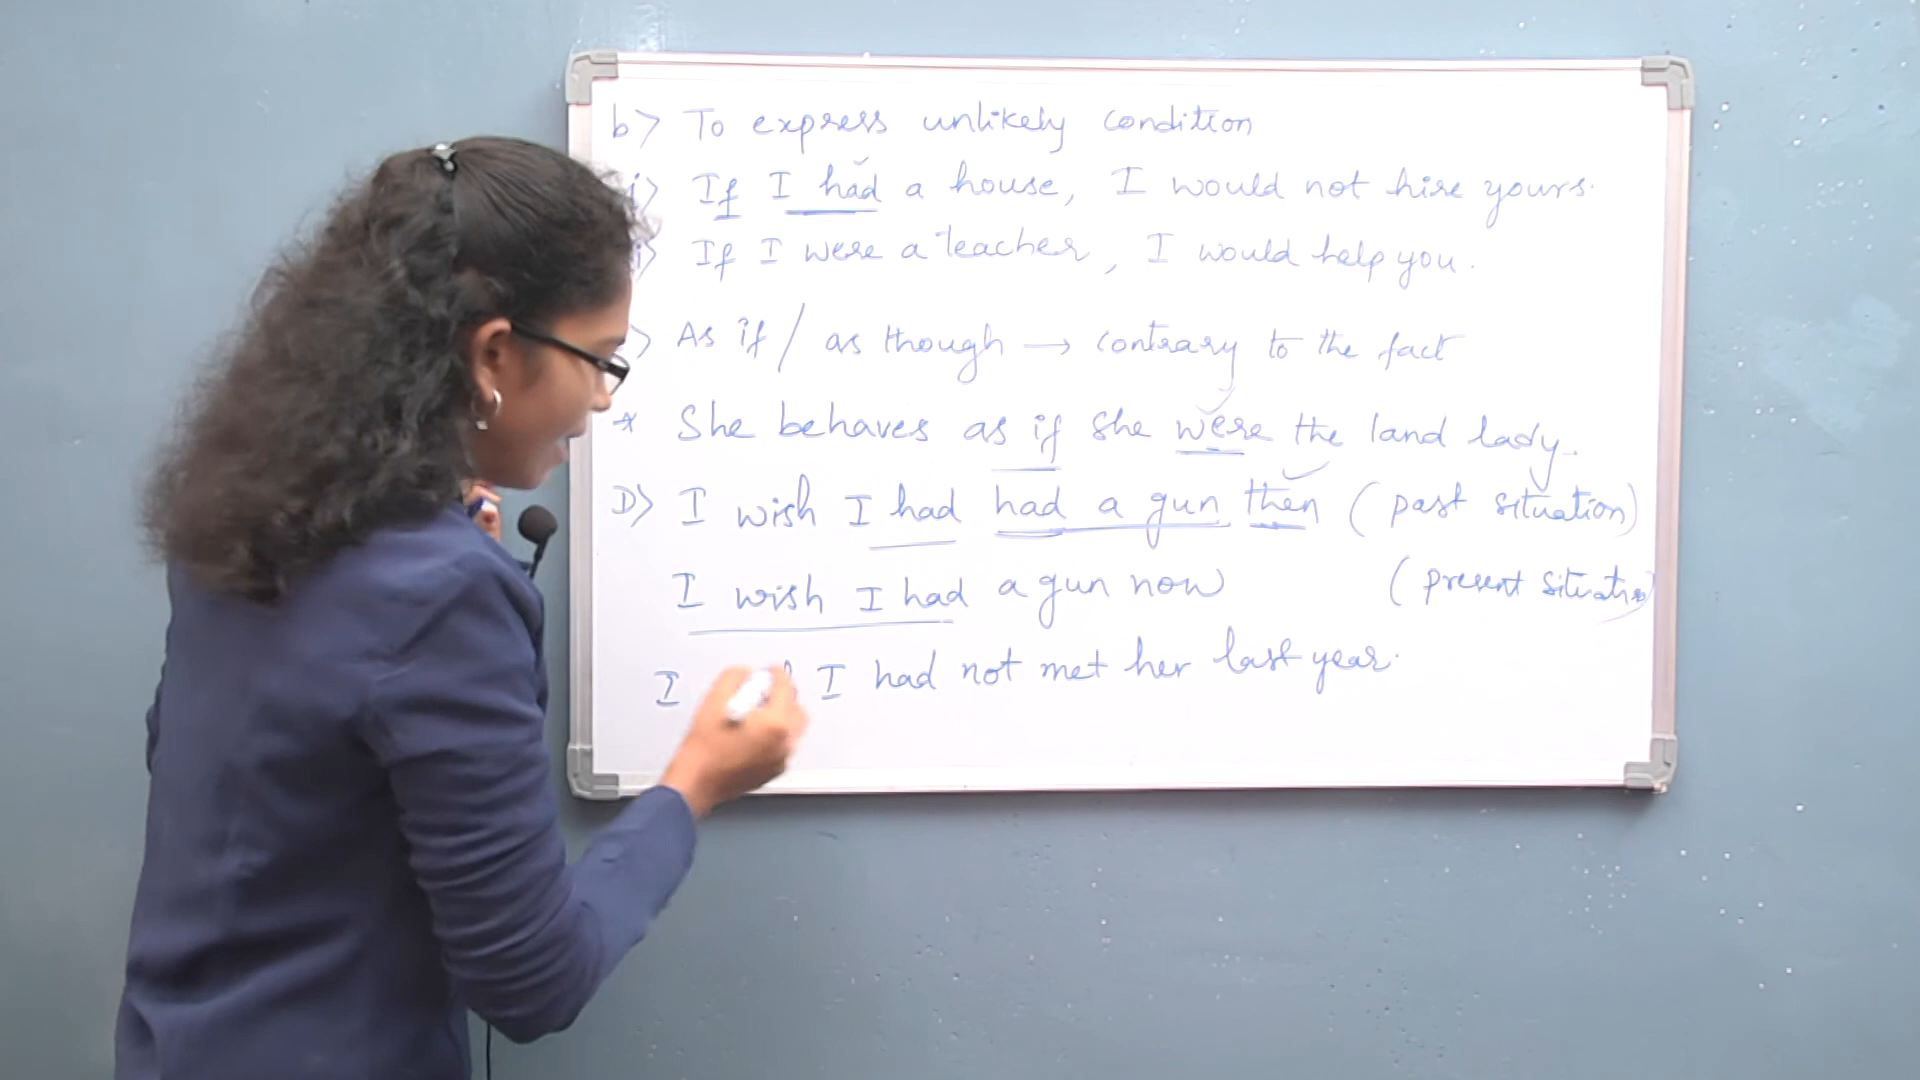 b> To express unlikely condition
i> If I had a house, I would not hire yours.
i> If I were a teacher, I would help you.
> As if / as though → contrary to the fact
* She behaves as if she were the land lady.
D> I wish I had had a gun then (past situation)
I wish I had a gun now (present situation
I I had not met her last year.